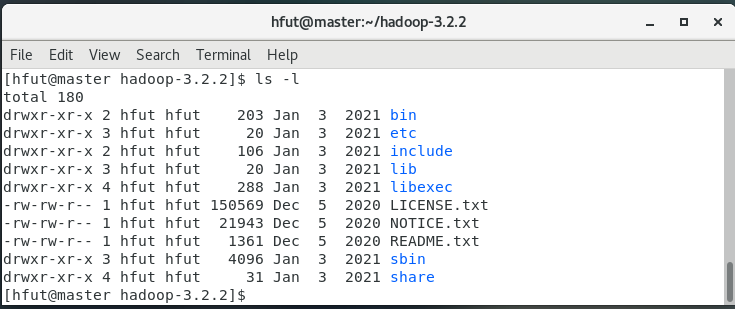 hfut@master:~/hadoop-3.2.2
File Edit View Search Terminal Help
[hfut@master hadoop-3.2.2]$ ls -l
total 180
drwxr-xr-x 2 hfut hfut    203 Jan  3  2021 bin
drwxr-xr-x 3 hfut hfut     20 Jan  3  2021 etc
drwxr-xr-x 2 hfut hfut    106 Jan  3  2021 include
drwxr-xr-x 3 hfut hfut     20 Jan  3  2021 lib
drwxr-xr-x 4 hfut hfut    288 Jan  3  2021 libexec
-rw-rw-r-- 1 hfut hfut 150569 Dec  5  2020 LICENSE.txt
-rw-rw-r-- 1 hfut hfut  21943 Dec  5  2020 NOTICE.txt
-rw-rw-r-- 1 hfut hfut   1361 Dec  5  2020 README.txt
drwxr-xr-x 3 hfut hfut   4096 Jan  3  2021 sbin
drwxr-xr-x 4 hfut hfut     31 Jan  3  2021 share
[hfut@master hadoop-3.2.2]$